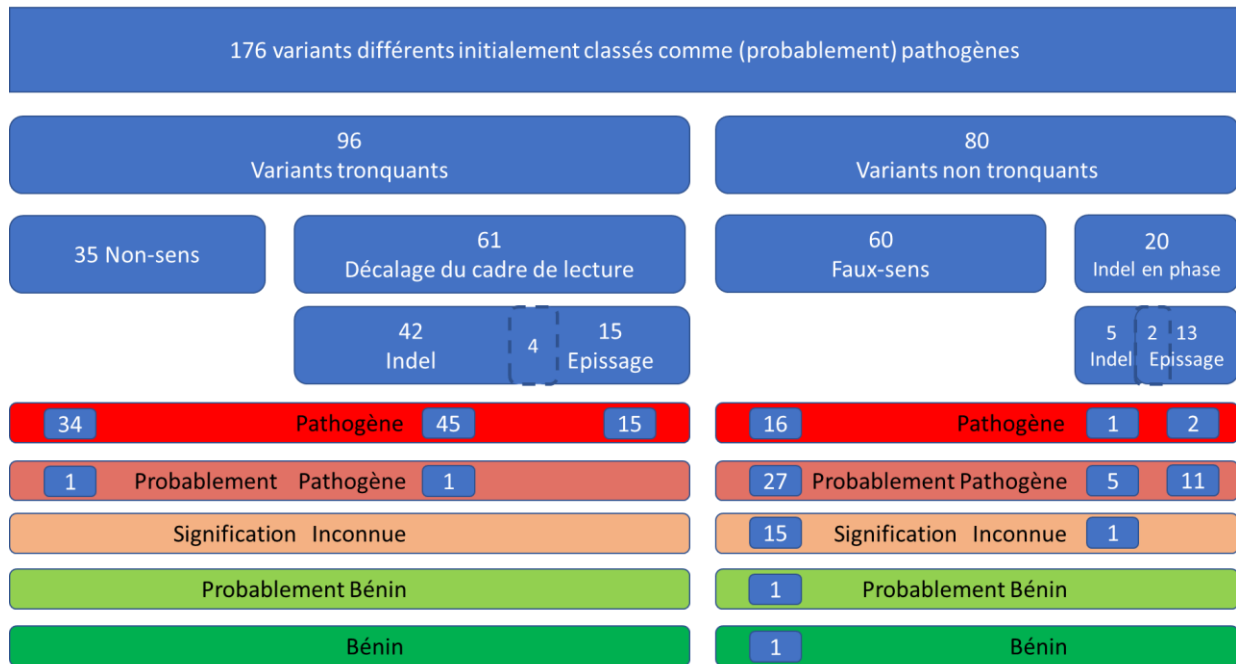 176 variants différents initialement classés comme (probablement) pathogènes
96
Variants tronquants
80
Variants non tronquants
35 Non-sens
61
Décalage du cadre de lecture
60
Faux-sens
20
Indel en phase
42
Indel
4
15
Epissage
5
Indel
2
13
Epissage
34 Pathogène 45 15
16 Pathogène 1 2
1 Probablement Pathogène 1
27 Probablement Pathogène 5 11
Signification Inconnue
15 Signification Inconnue 1
Probablement Bénin
1 Probablement Bénin
Bénin
1 Bénin